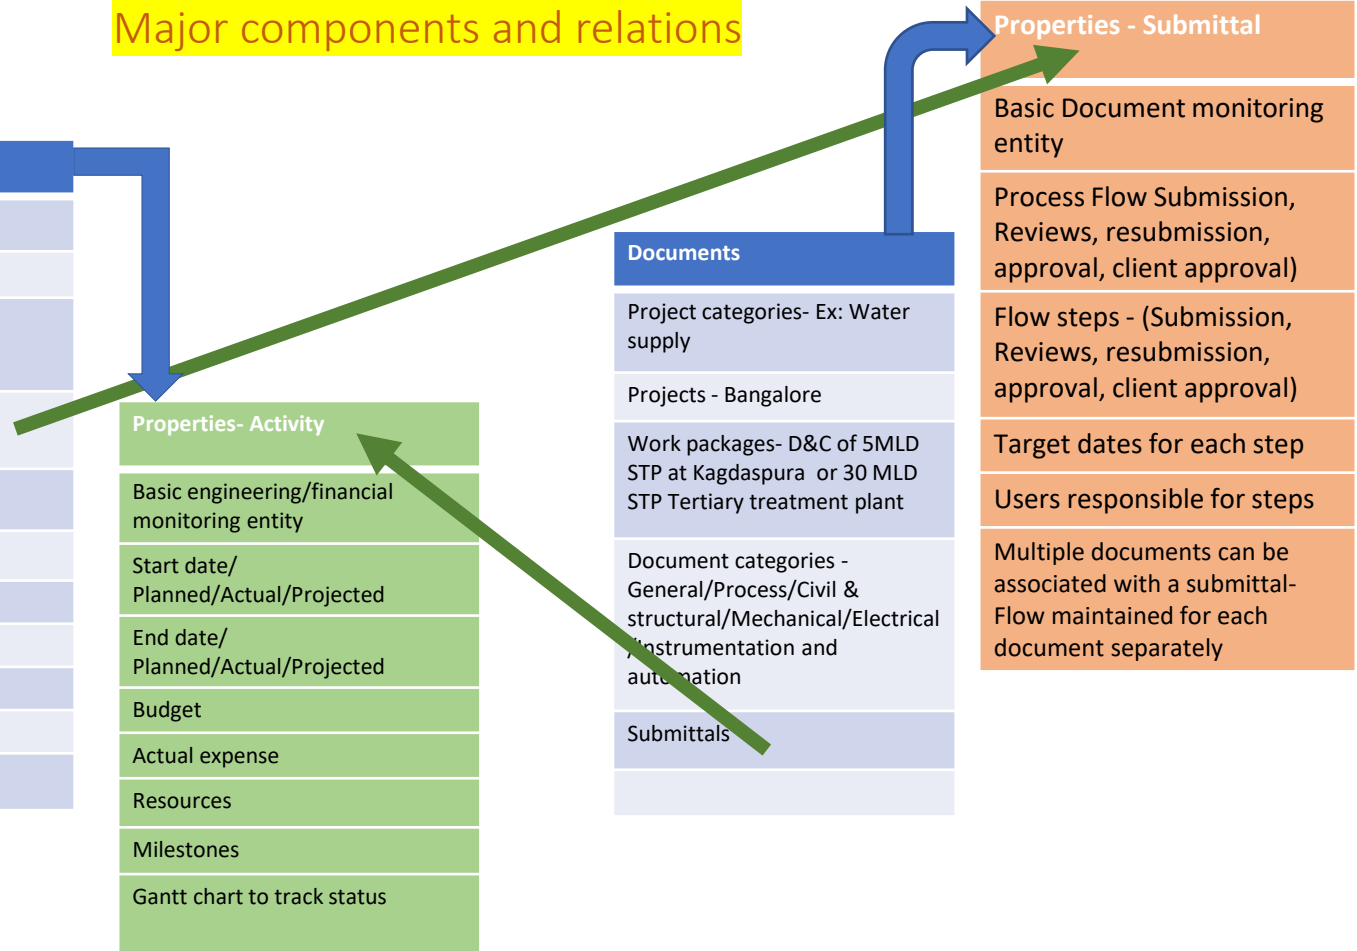 Major components and relations
Properties- Activity
Basic engineering/financial
monitoring entity
Start date/
Planned/Actual/Projected
End date/
Planned/Actual/Projected
Budget
Actual expense
Resources
Milestones
Gantt chart to track status
Documents
Project categories- Ex: Water
supply
Projects - Bangalore
Work packages- D&C of 5MLD
STP at Kagdaspura or 30 MLD
STP Tertiary treatment plant
Document categories -
General/Process/Civil &
structural/Mechanical/Electrical
/Instrumentation and
automation
Submittals
Properties - Submittal
Basic Document monitoring
entity
Process Flow Submission,
Reviews, resubmission,
approval, client approval)
Flow steps - (Submission,
Reviews, resubmission,
approval, client approval)
Target dates for each step
Users responsible for steps
Multiple documents can be
associated with a submittal-
Flow maintained for each
document separately